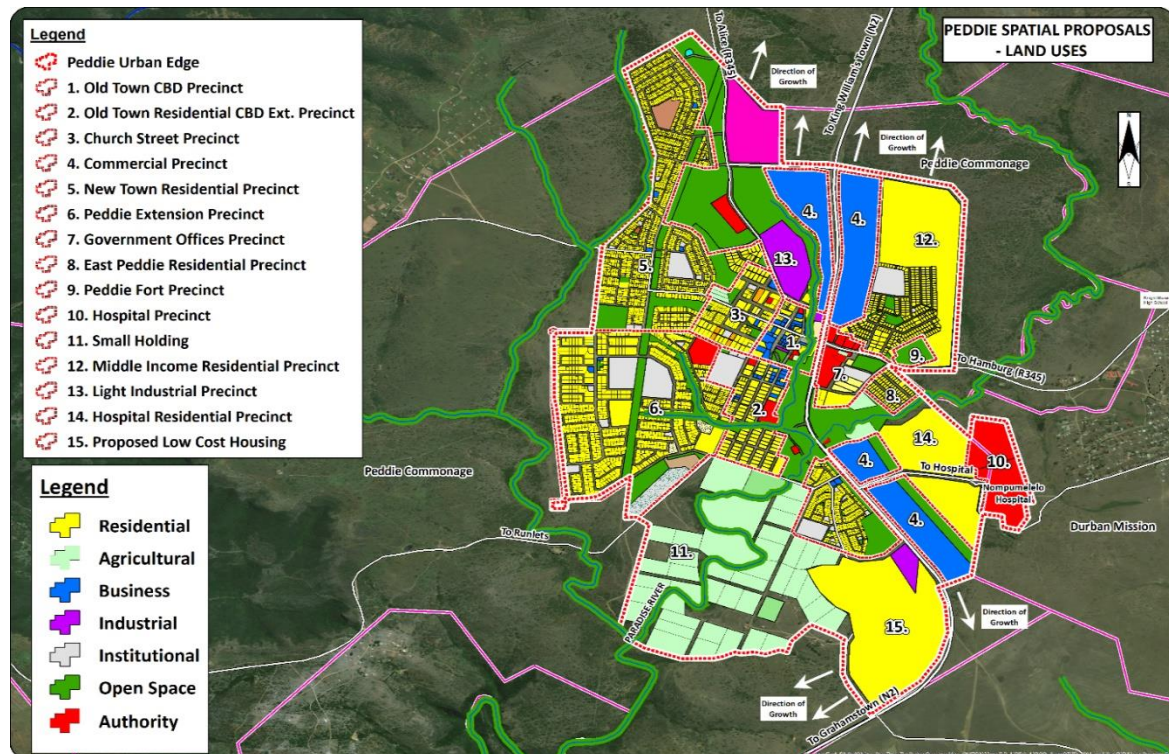 Legend
Peddie Urban Edge
1. Old Town CBD Precinct
2. Old Town Residential CBD Ext. Precinct
3. Church Street Precinct
4. Commercial Precinct
5. New Town Residential Precinct
6. Peddie Extension Precinct
7. Government Offices Precinct
8. East Peddie Residential Precinct
9. Peddie Fort Precinct
10. Hospital Precinct
11. Small Holding
12. Middle Income Residential Precinct
13. Light Industrial Precinct
14. Hospital Residential Precinct
15. Proposed Low Cost Housing
Legend
Residential
Agricultural
Business
Industrial
Institutional
Open Space
Authority
PEDDIE SPATIAL PROPOSALS
- LAND USES
To Alice (R345)
Direction of
Growth
To King William's Town (N2)
Direction of
Growth
Direction of
Growth
Peddie Commonage
N
4.
4.
12.
13.
5.
3.
1.
7.
9.
To Hamburg (R345)
8.
6.
2.
14.
4.
To Hospital
10.
Nompumelelo
Hospital
Peddie Commonage
4.
Durban Mission
To Runlets
11.
PARADISE RIVER
15.
Direction of
Growth
Direction of
Growth
To Grahamstown (N2)